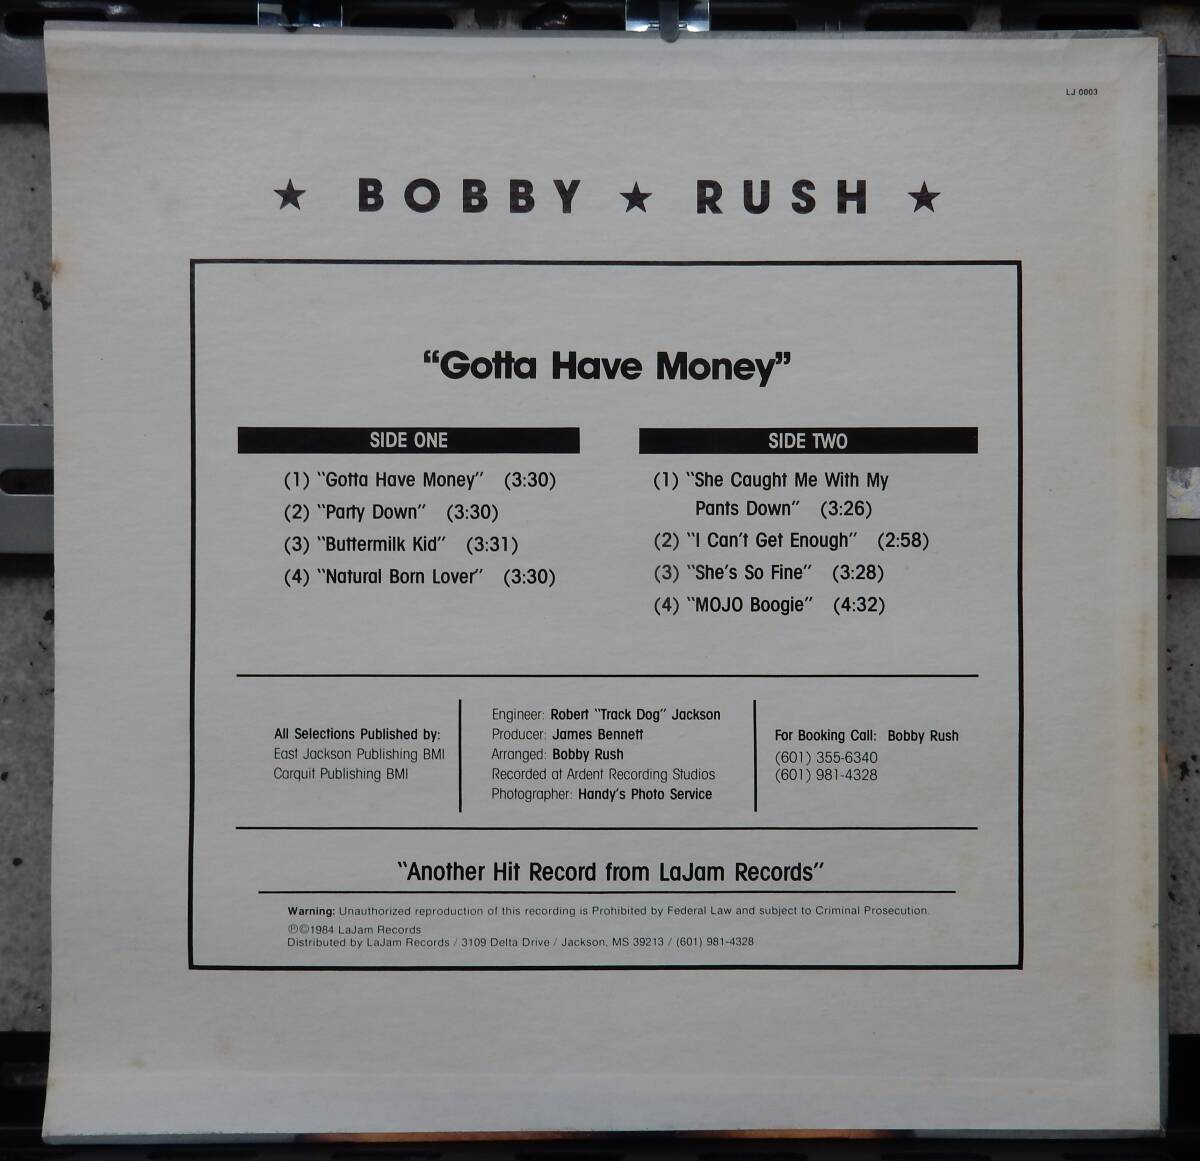 LJ 0003
★ BOBBY ★ RUSH ★
“Gotta Have Money”
SIDE ONE
(1) “Gotta Have Money” (3:30)
(2) “Party Down” (3:30)
(3) “Buttermilk Kid” (3:31)
(4) “Natural Born Lover” (3:30)
SIDE TWO
(1) “She Caught Me With My
Pants Down” (3:26)
(2) “I Can’t Get Enough” (2:58)
(3) “She’s So Fine” (3:28)
(4) “MOJO Boogie” (4:32)
All Selections Published by:
East Jackson Publishing BMI
Carquit Publishing BMI
Engineer: Robert “Track Dog” Jackson
Producer: James Bennett
Arranged: Bobby Rush
Recorded at Ardent Recording Studios
Photographer: Handy’s Photo Service
For Booking Call: Bobby Rush
(601) 355-6340
(601) 981-4328
“Another Hit Record from LaJam Records”
Warning: Unauthorized reproduction of this recording is Prohibited by Federal Law and subject to Criminal Prosecution.
℗©1984 LaJam Records
Distributed by LaJam Records / 3109 Delta Drive / Jackson, MS 39213 / (601) 981-4328